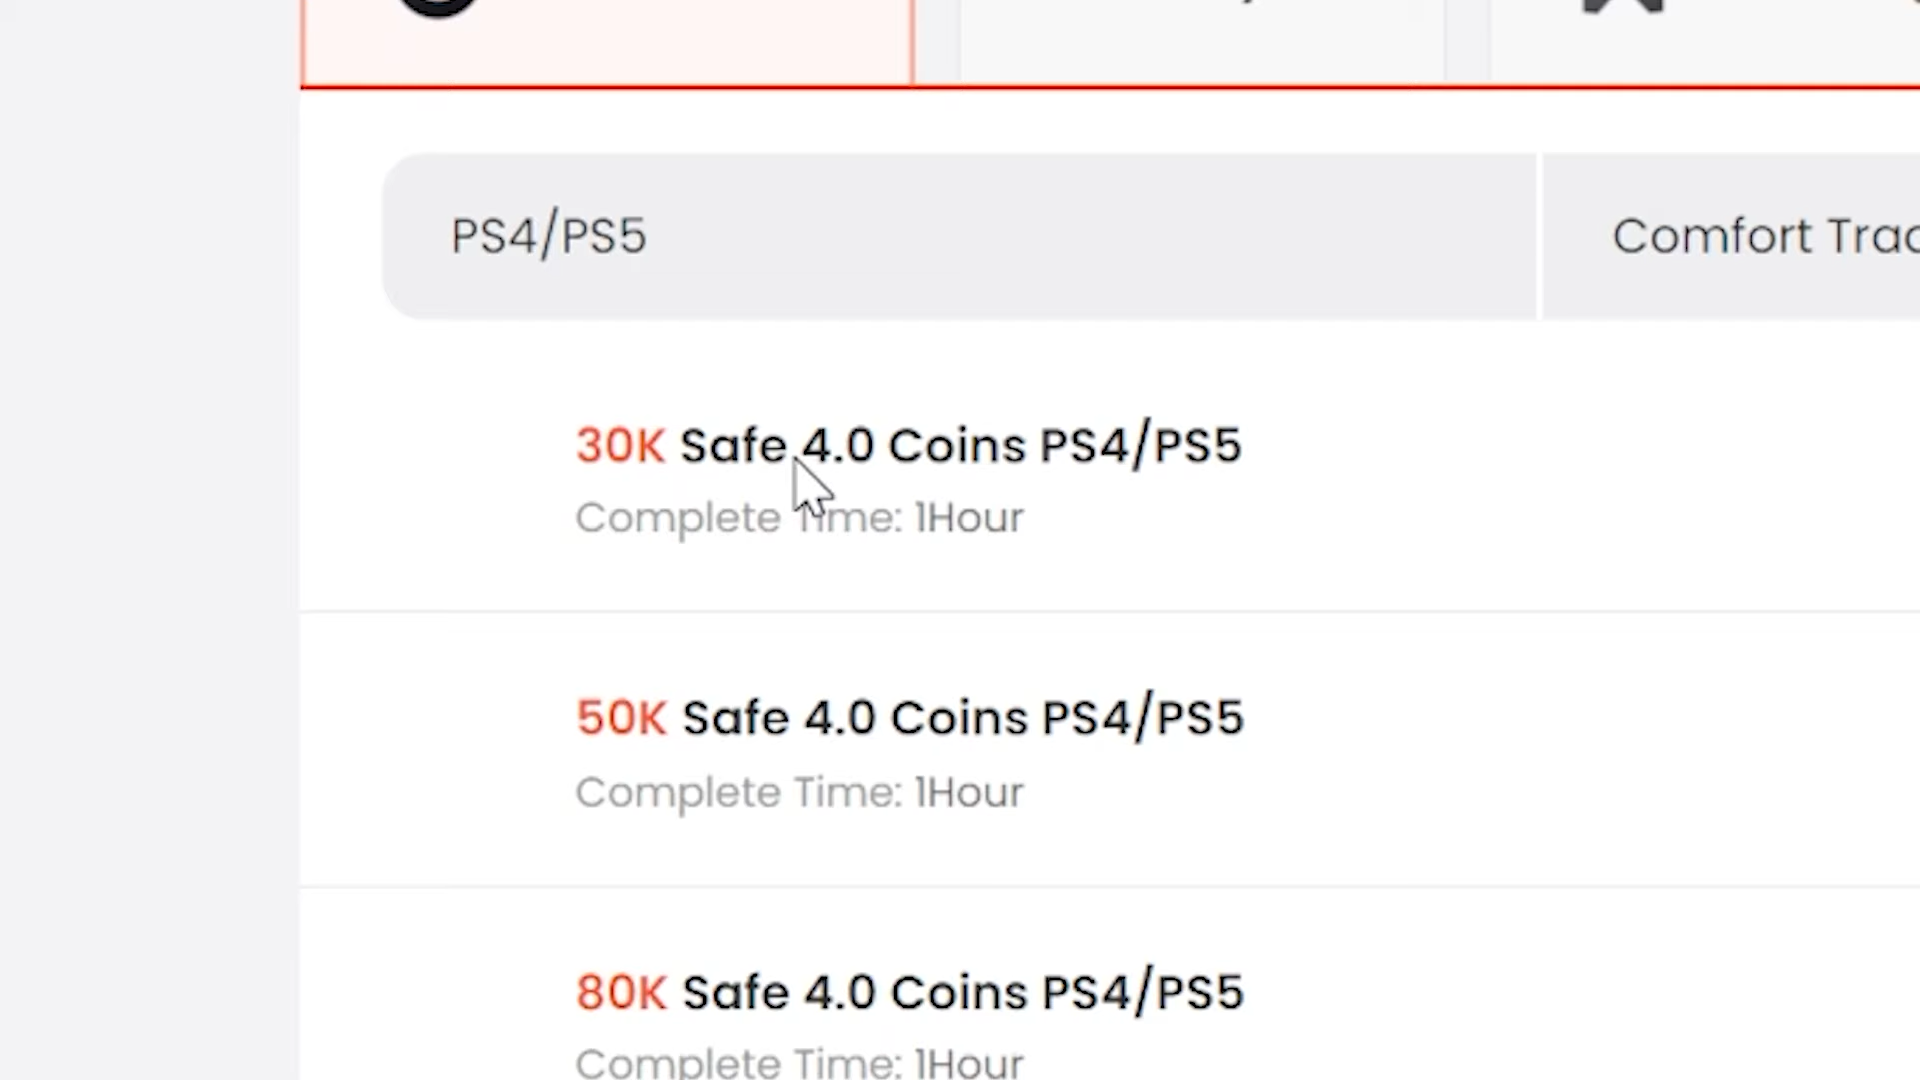 PS4/PS5
Comfort Trad
30K Safe 4.0 Coins PS4/PS5
Complete Time: 1Hour
50K Safe 4.0 Coins PS4/PS5
Complete Time: 1Hour
80K Safe 4.0 Coins PS4/PS5
Complete Time: 1Hour